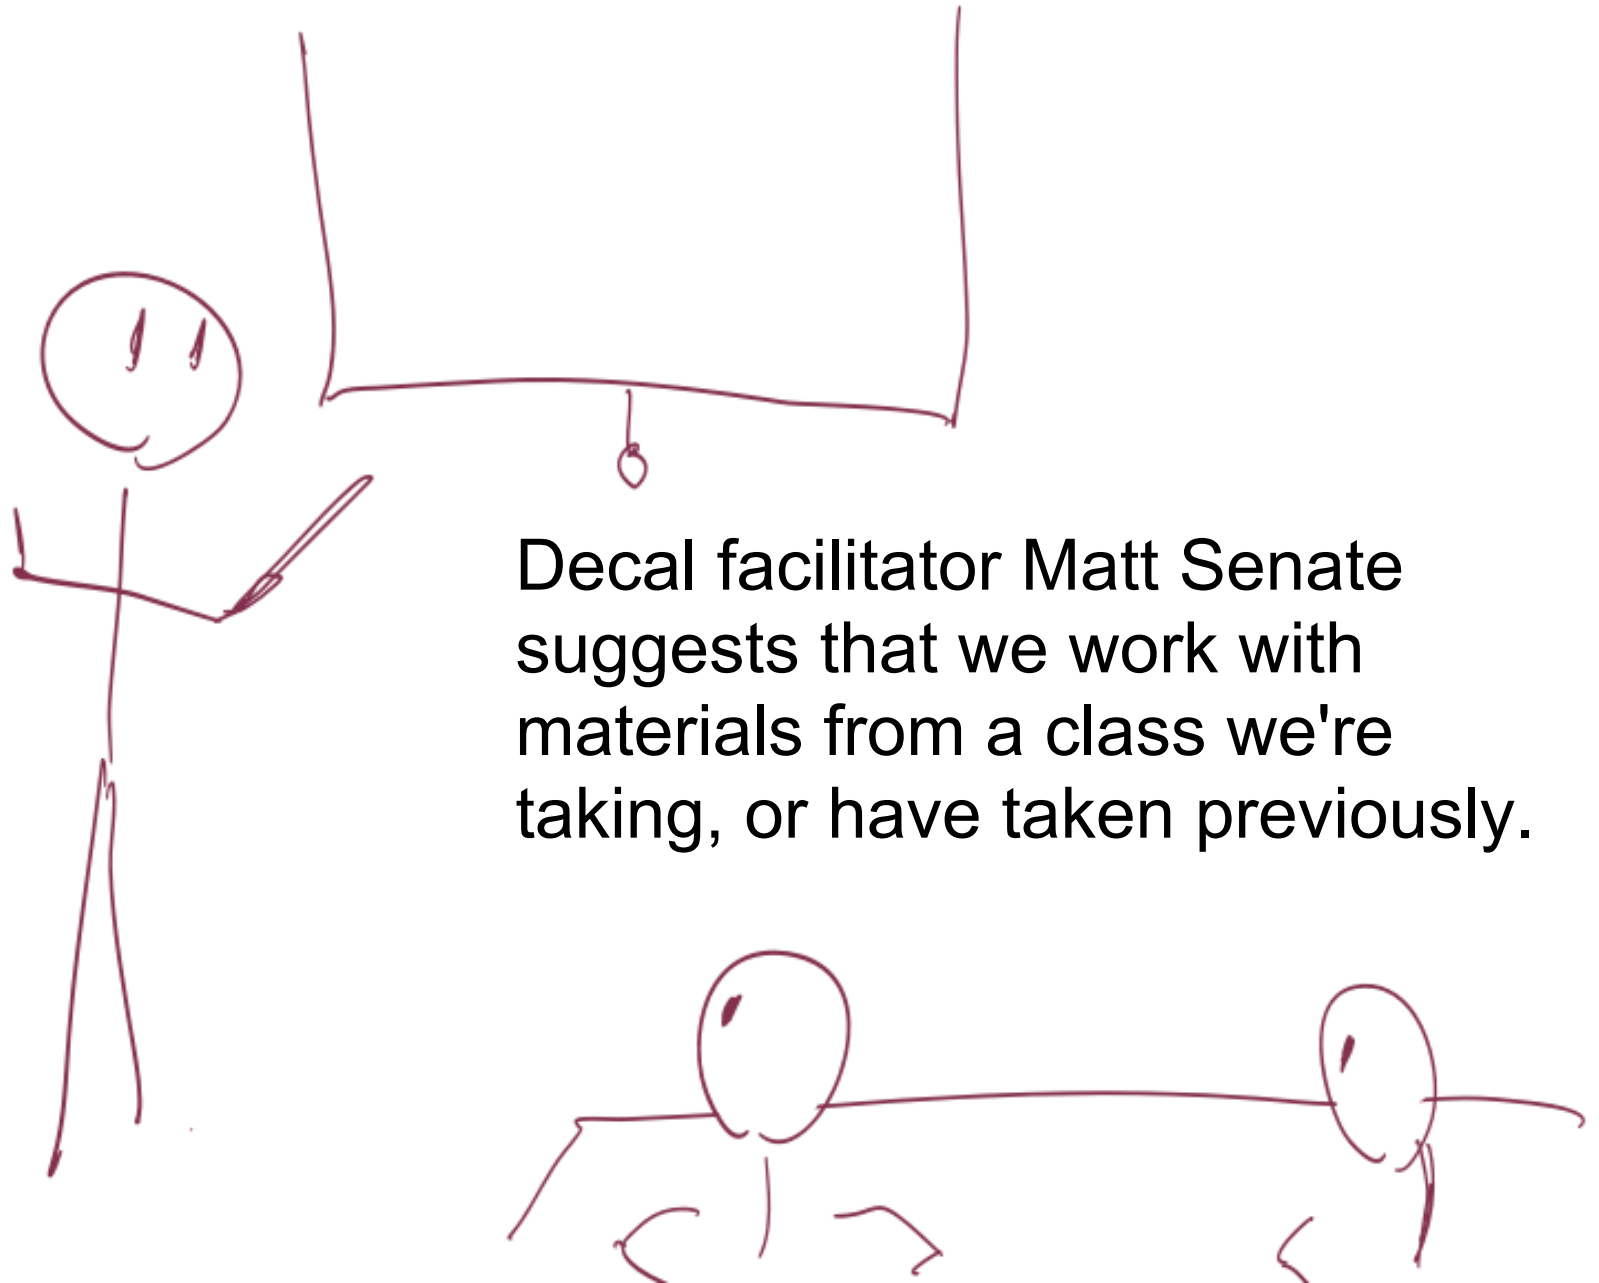 Decal facilitator Matt Senate
suggests that we work with
materials from a class we're
taking, or have taken previously.